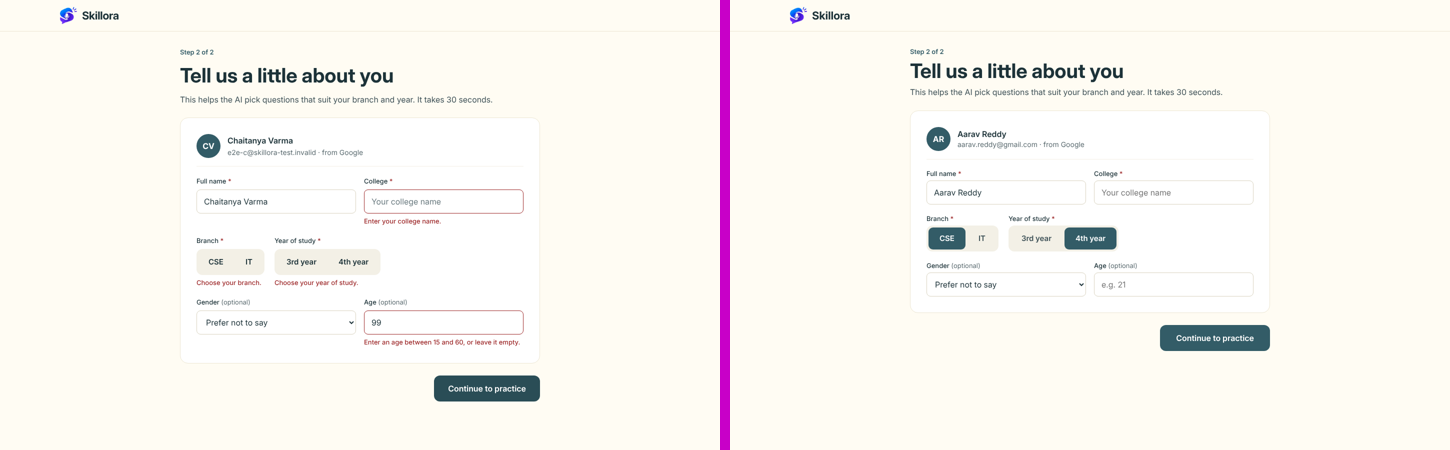 Skillora
Step 2 of 2
Tell us a little about you
This helps the AI pick questions that suit your branch and year. It takes 30 seconds.
CV
Chaitanya Varma
e2e-c@skillora-test.invalid · from Google
Full name * College *
Chaitanya Varma Your college name
Enter your college name.
Branch * Year of study *
CSE IT 3rd year 4th year
Choose your branch. Choose your year of study.
Gender (optional) Age (optional)
Prefer not to say 99
Enter an age between 15 and 60, or leave it empty.
Continue to practice
Skillora
Step 2 of 2
Tell us a little about you
This helps the AI pick questions that suit your branch and year. It takes 30 seconds.
AR
Aarav Reddy
aarav.reddy@gmail.com · from Google
Full name * College *
Aarav Reddy Your college name
Branch * Year of study *
CSE IT 3rd year 4th year
Gender (optional) Age (optional)
Prefer not to say e.g. 21
Continue to practice